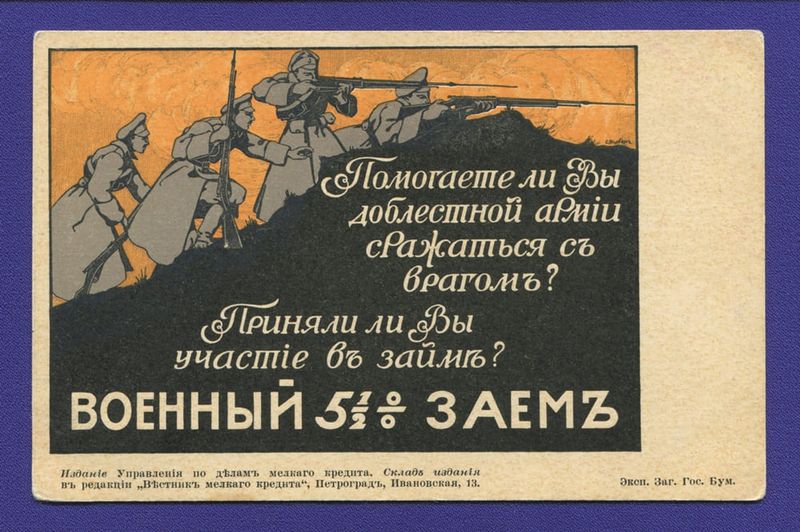 Помогаете ли Вы
доблестной арміи
сражаться съ
врагомъ?
Приняли ли Вы
участіе въ займѣ?
ВОЕННЫЙ 5½% ЗАЕМЪ
Изданіе Управленія по дѣламъ мелкаго кредита. Складъ изданія
въ редакціи „Вѣстник мелкаго кредита“, Петроградъ, Ивановская, 13.
Эксп. Заг. Гос. Бум.